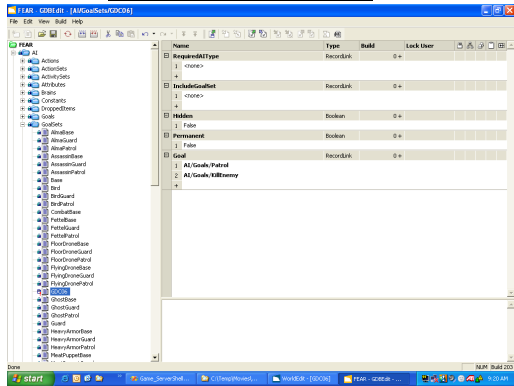 FEAR - GDBEdit - [AI/GoalSets/GDC06]
File Edit View Build Help
FEAR
AI
Actions
ActionSets
ActivitySets
Attributes
Brains
Constants
DroppedItems
Goals
GoalSets
AlmaBase
AlmaGuard
AlmaPatrol
AssassinBase
AssassinGuard
AssassinPatrol
Base
Bird
BirdGuard
BirdPatrol
CombatBase
FettelBase
FettelGuard
FettelPatrol
FloorDroneBase
FloorDroneGuard
FloorDronePatrol
FlyingDroneBase
FlyingDroneGuard
FlyingDronePatrol
GDC06
GhostBase
GhostGuard
GhostPatrol
Guard
HeavyArmorBase
HeavyArmorGuard
HeavyArmorPatrol
MeatPuppetBase
Name Type Build Lock User
RequiredAIType RecordLink 0 +
1 <none>
+
IncludeGoalSet RecordLink 0 +
1 <none>
+
Hidden Boolean 0 +
1 False
Permanent Boolean 0 +
1 False
Goal RecordLink 0 +
1 AI/Goals/Patrol
2 AI/Goals/KillEnemy
+
Done NUM Build 203
start Game_ServerShell... C:\Temp\Movies\... WorldEdit - [GDC06] FEAR - GDBEdit - ... 9:20 AM